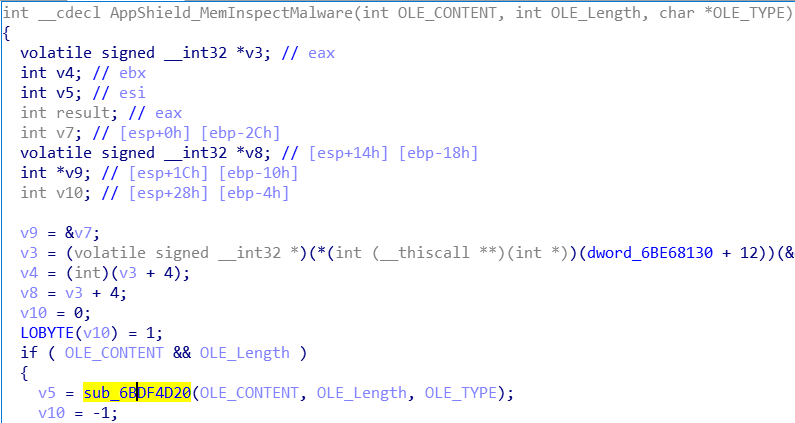 int __cdecl AppShield_MemInspectMalware(int OLE_CONTENT, int OLE_Length, char *OLE_TYPE)
{
  volatile signed __int32 *v3; // eax
  int v4; // ebx
  int v5; // esi
  int result; // eax
  int v7; // [esp+0h] [ebp-2Ch]
  volatile signed __int32 *v8; // [esp+14h] [ebp-18h]
  int *v9; // [esp+1Ch] [ebp-10h]
  int v10; // [esp+28h] [ebp-4h]

  v9 = &v7;
  v3 = (volatile signed __int32 *)(*(int (__thiscall **)(int *))(dword_6BE68130 + 12))(&
  v4 = (int)(v3 + 4);
  v8 = v3 + 4;
  v10 = 0;
  LOBYTE(v10) = 1;
  if ( OLE_CONTENT && OLE_Length )
  {
    v5 = sub_6BDF4D20(OLE_CONTENT, OLE_Length, OLE_TYPE);
    v10 = -1;